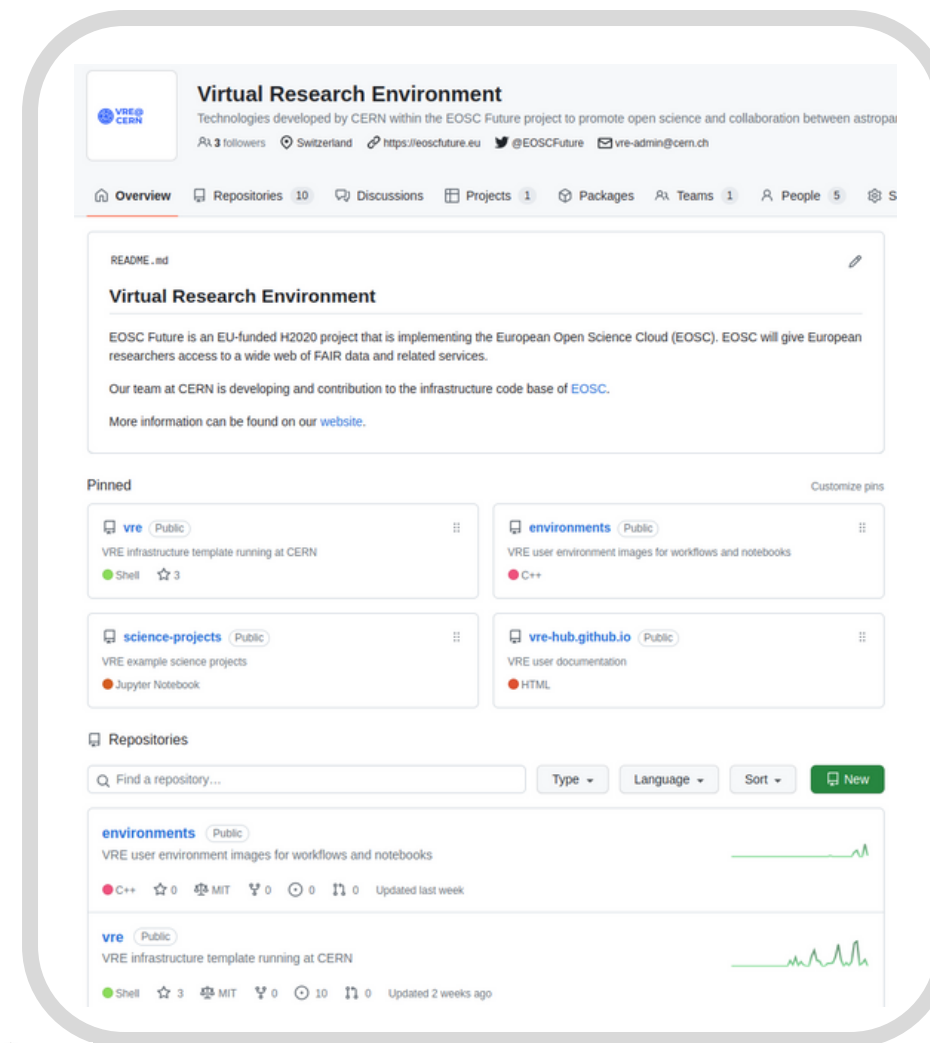 VRE@
CERN
Virtual Research Environment
Technologies developed by CERN within the EOSC Future project to promote open science and collaboration between
3 followers Switzerland https://eoscfuture.eu @EOSCFuture vre-admin@cern.ch
Overview Repositories 10 Discussions Projects 1 Packages Teams 1 People 5
README.md
Virtual Research Environment
EOSC Future is an EU-funded H2020 project that is implementing the European Open Science Cloud (EOSC). EOSC will give European
researchers access to a wide web of FAIR data and related services.
Our team at CERN is developing and contribution to the infrastructure code base of EOSC.
More information can be found on our website.
Pinned Customize pins
vre Public
VRE infrastructure template running at CERN
Shell 3
environments Public
VRE user environment images for workflows and notebooks
C++
science-projects Public
VRE example science projects
Jupyter Notebook
vre-hub.github.io Public
VRE user documentation
HTML
Repositories
Find a repository… Type Language Sort New
environments Public
VRE user environment images for workflows and notebooks
C++ 0 MIT 0 0 0 Updated last week
vre Public
VRE infrastructure template running at CERN
Shell 3 MIT 0 10 0 Updated 2 weeks ago